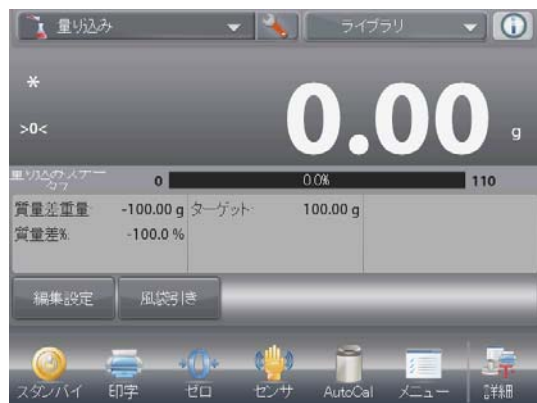 量り込み ライブラリ
*
>0<
0.00 g
量り込みステー
タス
0 0.0% 110
質量差重量: -100.00 g ターゲット: 100.00 g
質量差%: -100.0 %
編集設定 風袋引き
スタンバイ 印字 ゼロ センサ AutoCal メニュー 詳細